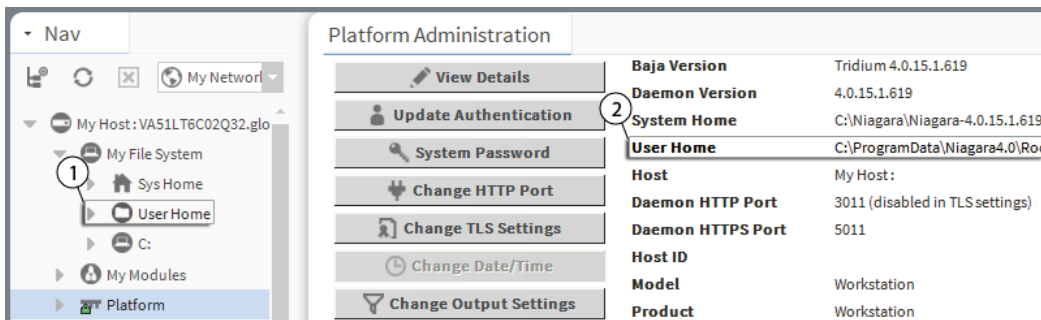 Nav
My Networ
My Host : VA51LT6C02Q32.glo
My File System
1
Sys Home
User Home
C:
My Modules
Platform
Platform Administration
View Details
Update Authentication
System Password
Change HTTP Port
Change TLS Settings
Change Date/Time
Change Output Settings
Baja Version Tridium 4.0.15.1.619
Daemon Version 4.0.15.1.619
2
System Home C:\Niagara\Niagara-4.0.15.1.619
User Home C:\ProgramData\Niagara4.0\Ro
Host My Host :
Daemon HTTP Port 3011 (disabled in TLS settings)
Daemon HTTPS Port 5011
Host ID
Model Workstation
Product Workstation